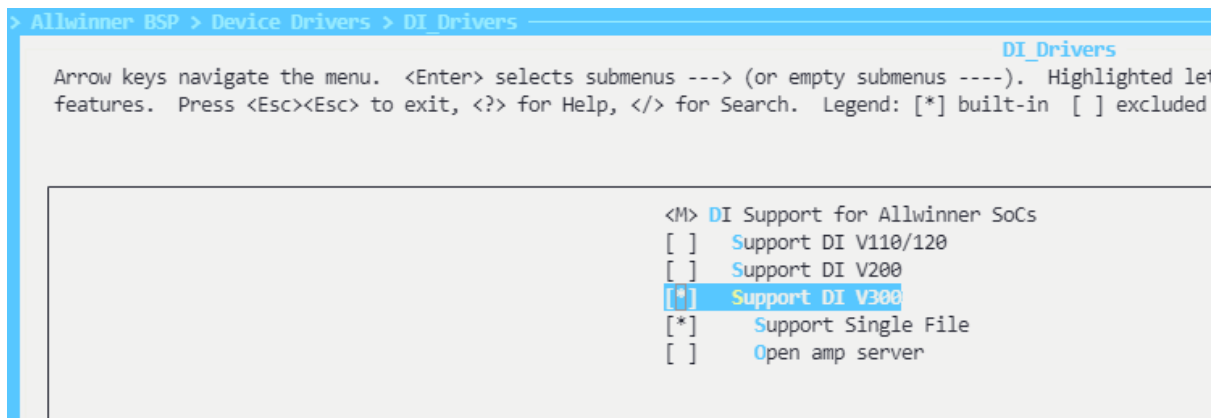 > Allwinner BSP > Device Drivers > DI_Drivers
DI_Drivers
Arrow keys navigate the menu. <Enter> selects submenus ---> (or empty submenus ----). Highlighted let
features. Press <Esc><Esc> to exit, <?> for Help, </> for Search. Legend: [*] built-in [ ] excluded
<M> DI Support for Allwinner SoCs
[ ] Support DI V110/120
[ ] Support DI V200
[*] Support DI V300
[*] Support Single File
[ ] Open amp server